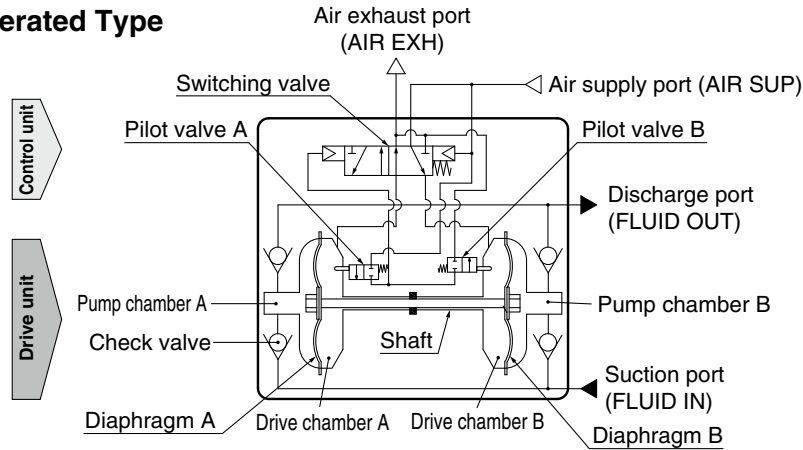 erated Type
Air exhaust port
(AIR EXH)
Switching valve
Air supply port (AIR SUP)
Pilot valve A
Pilot valve B
Control unit
Discharge port
(FLUID OUT)
Drive unit
Pump chamber A
Pump chamber B
Check valve
Shaft
Suction port
(FLUID IN)
Diaphragm A
Drive chamber A
Drive chamber B
Diaphragm B